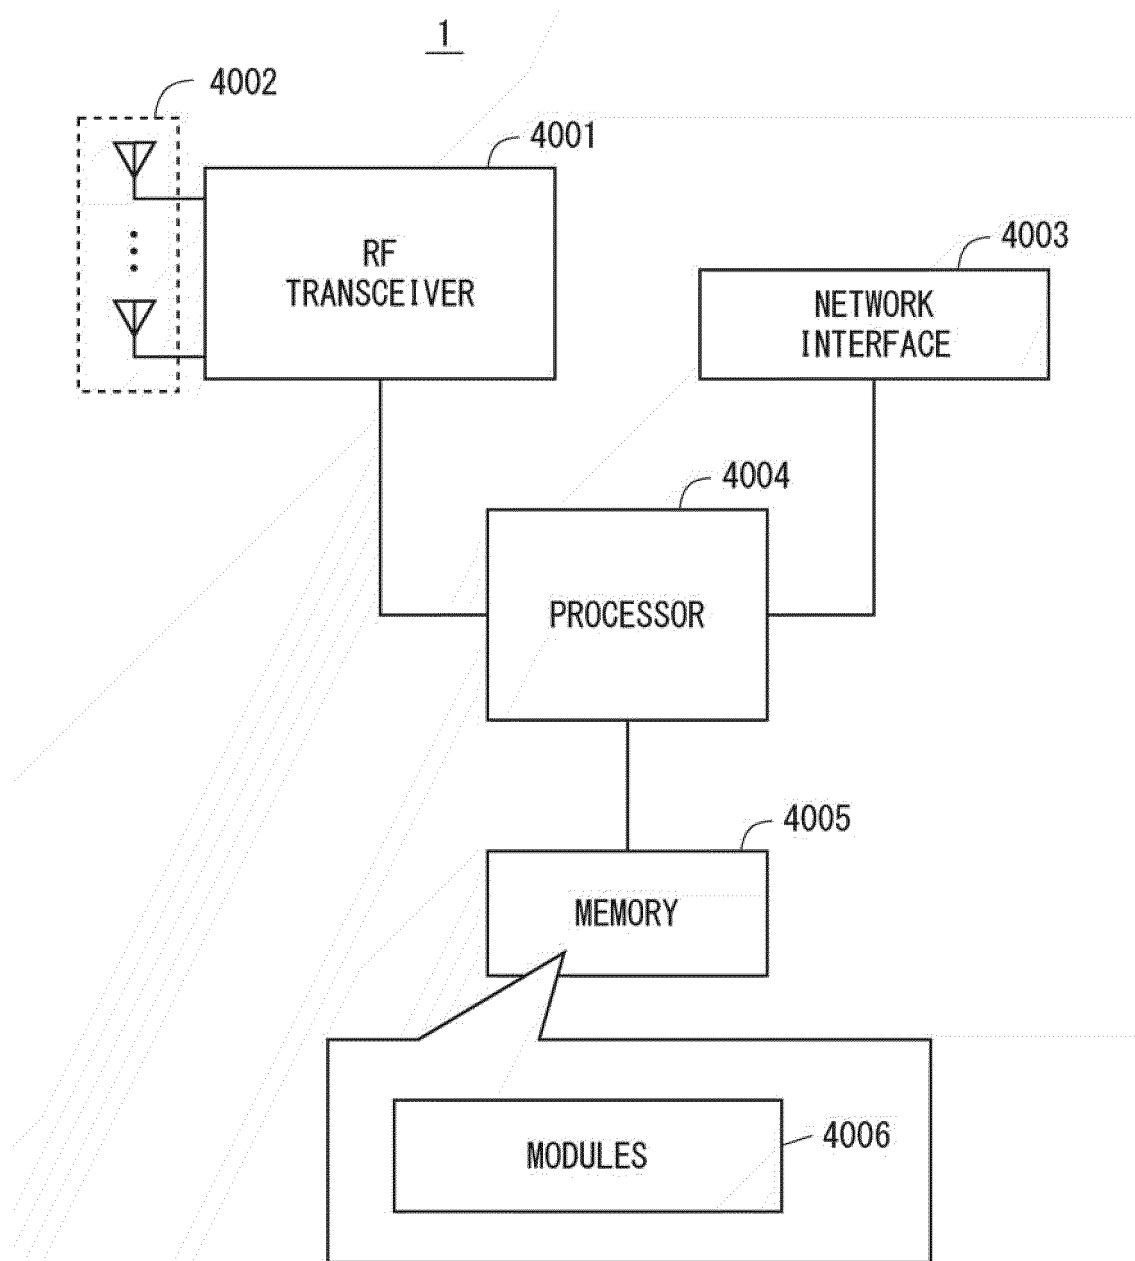 1
4002
4001
RF
TRANSCEIVER
4003
NETWORK
INTERFACE
4004
PROCESSOR
4005
MEMORY
MODULES
4006